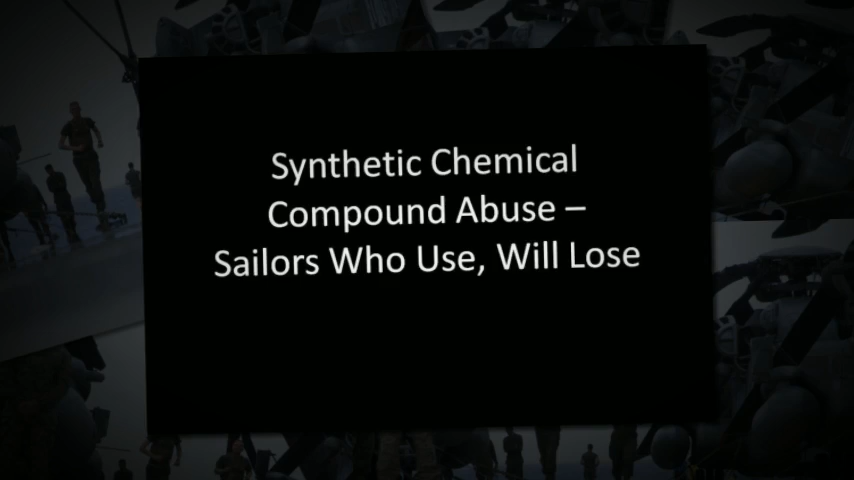 Synthetic Chemical
Compound Abuse –
Sailors Who Use, Will Lose